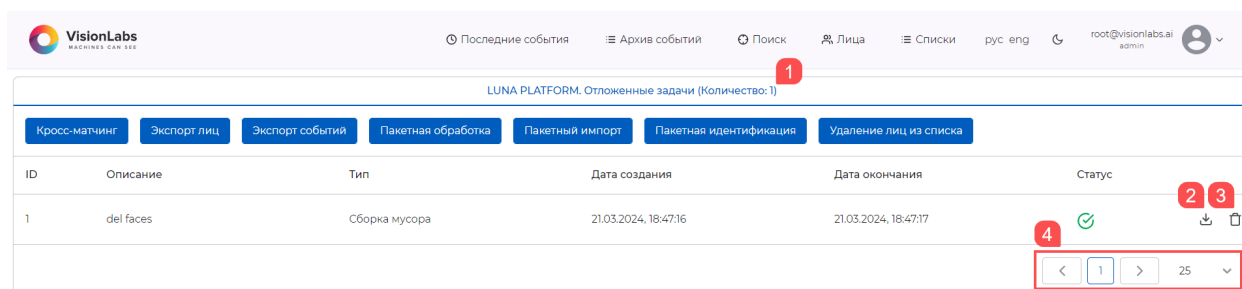 VisionLabs
MACHINES CAN SEE
Последние события Архив событий Поиск Лица Списки рус eng root@visionlabs.ai
admin
1
LUNA PLATFORM. Отложенные задачи (Количество: 1)
Кросс-матчинг Экспорт лиц Экспорт событий Пакетная обработка Пакетный импорт Пакетная идентификация Удаление лиц из списка
ID Описание Тип Дата создания Дата окончания Статус
2 3
1 del faces Сборка мусора 21.03.2024, 18:47:16 21.03.2024, 18:47:17
4
1 25